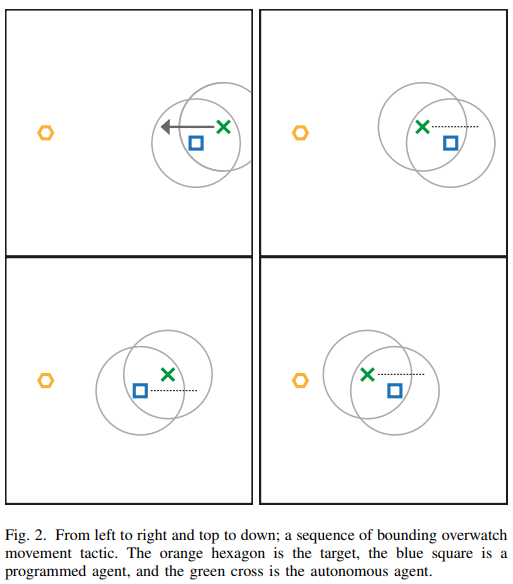 Fig. 2. From left to right and top to down; a sequence of bounding overwatch
movement tactic. The orange hexagon is the target, the blue square is a
programmed agent, and the green cross is the autonomous agent.